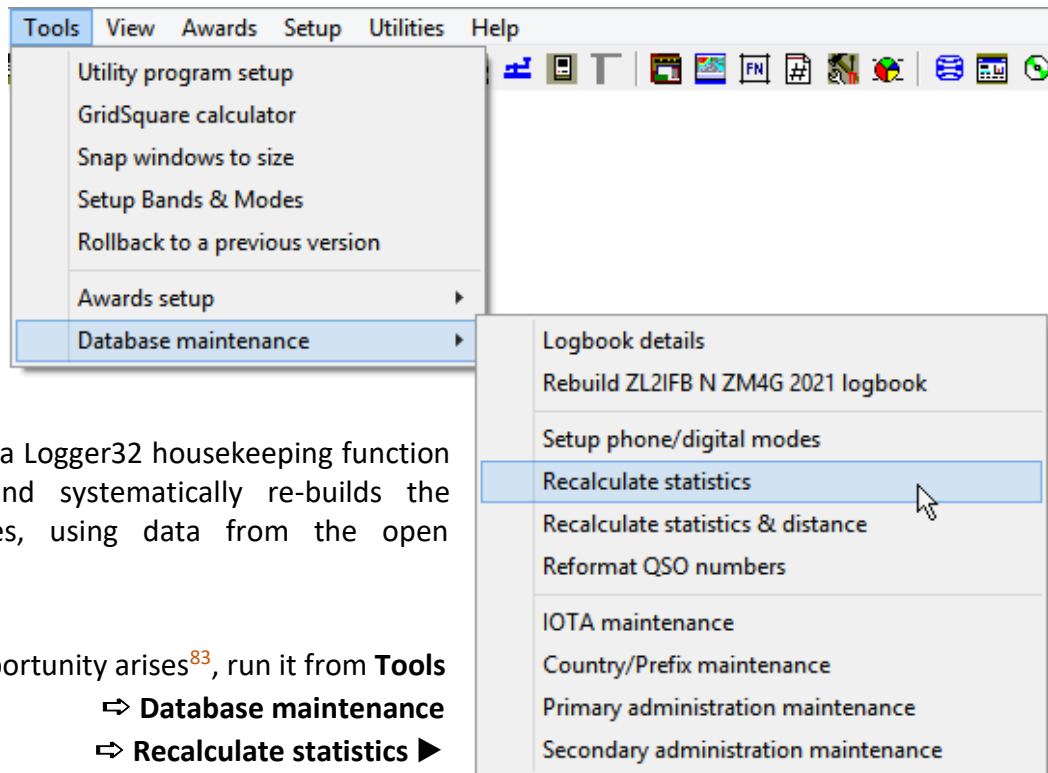 Tools View Awards Setup Utilities Help
FN #
Utility program setup
GridSquare calculator
Snap windows to size
Setup Bands & Modes
Rollback to a previous version
Awards setup
Database maintenance
Logbook details
Rebuild ZL2IFB N ZM4G 2021 logbook
Setup phone/digital modes
Recalculate statistics
Recalculate statistics & distance
Reformat QSO numbers
IOTA maintenance
Country/Prefix maintenance
Primary administration maintenance
Secondary administration maintenance
a Logger32 housekeeping function
nd systematically re-builds the
es, using data from the open
portunity arises83, run it from Tools
⇨ Database maintenance
⇨ Recalculate statistics ▶